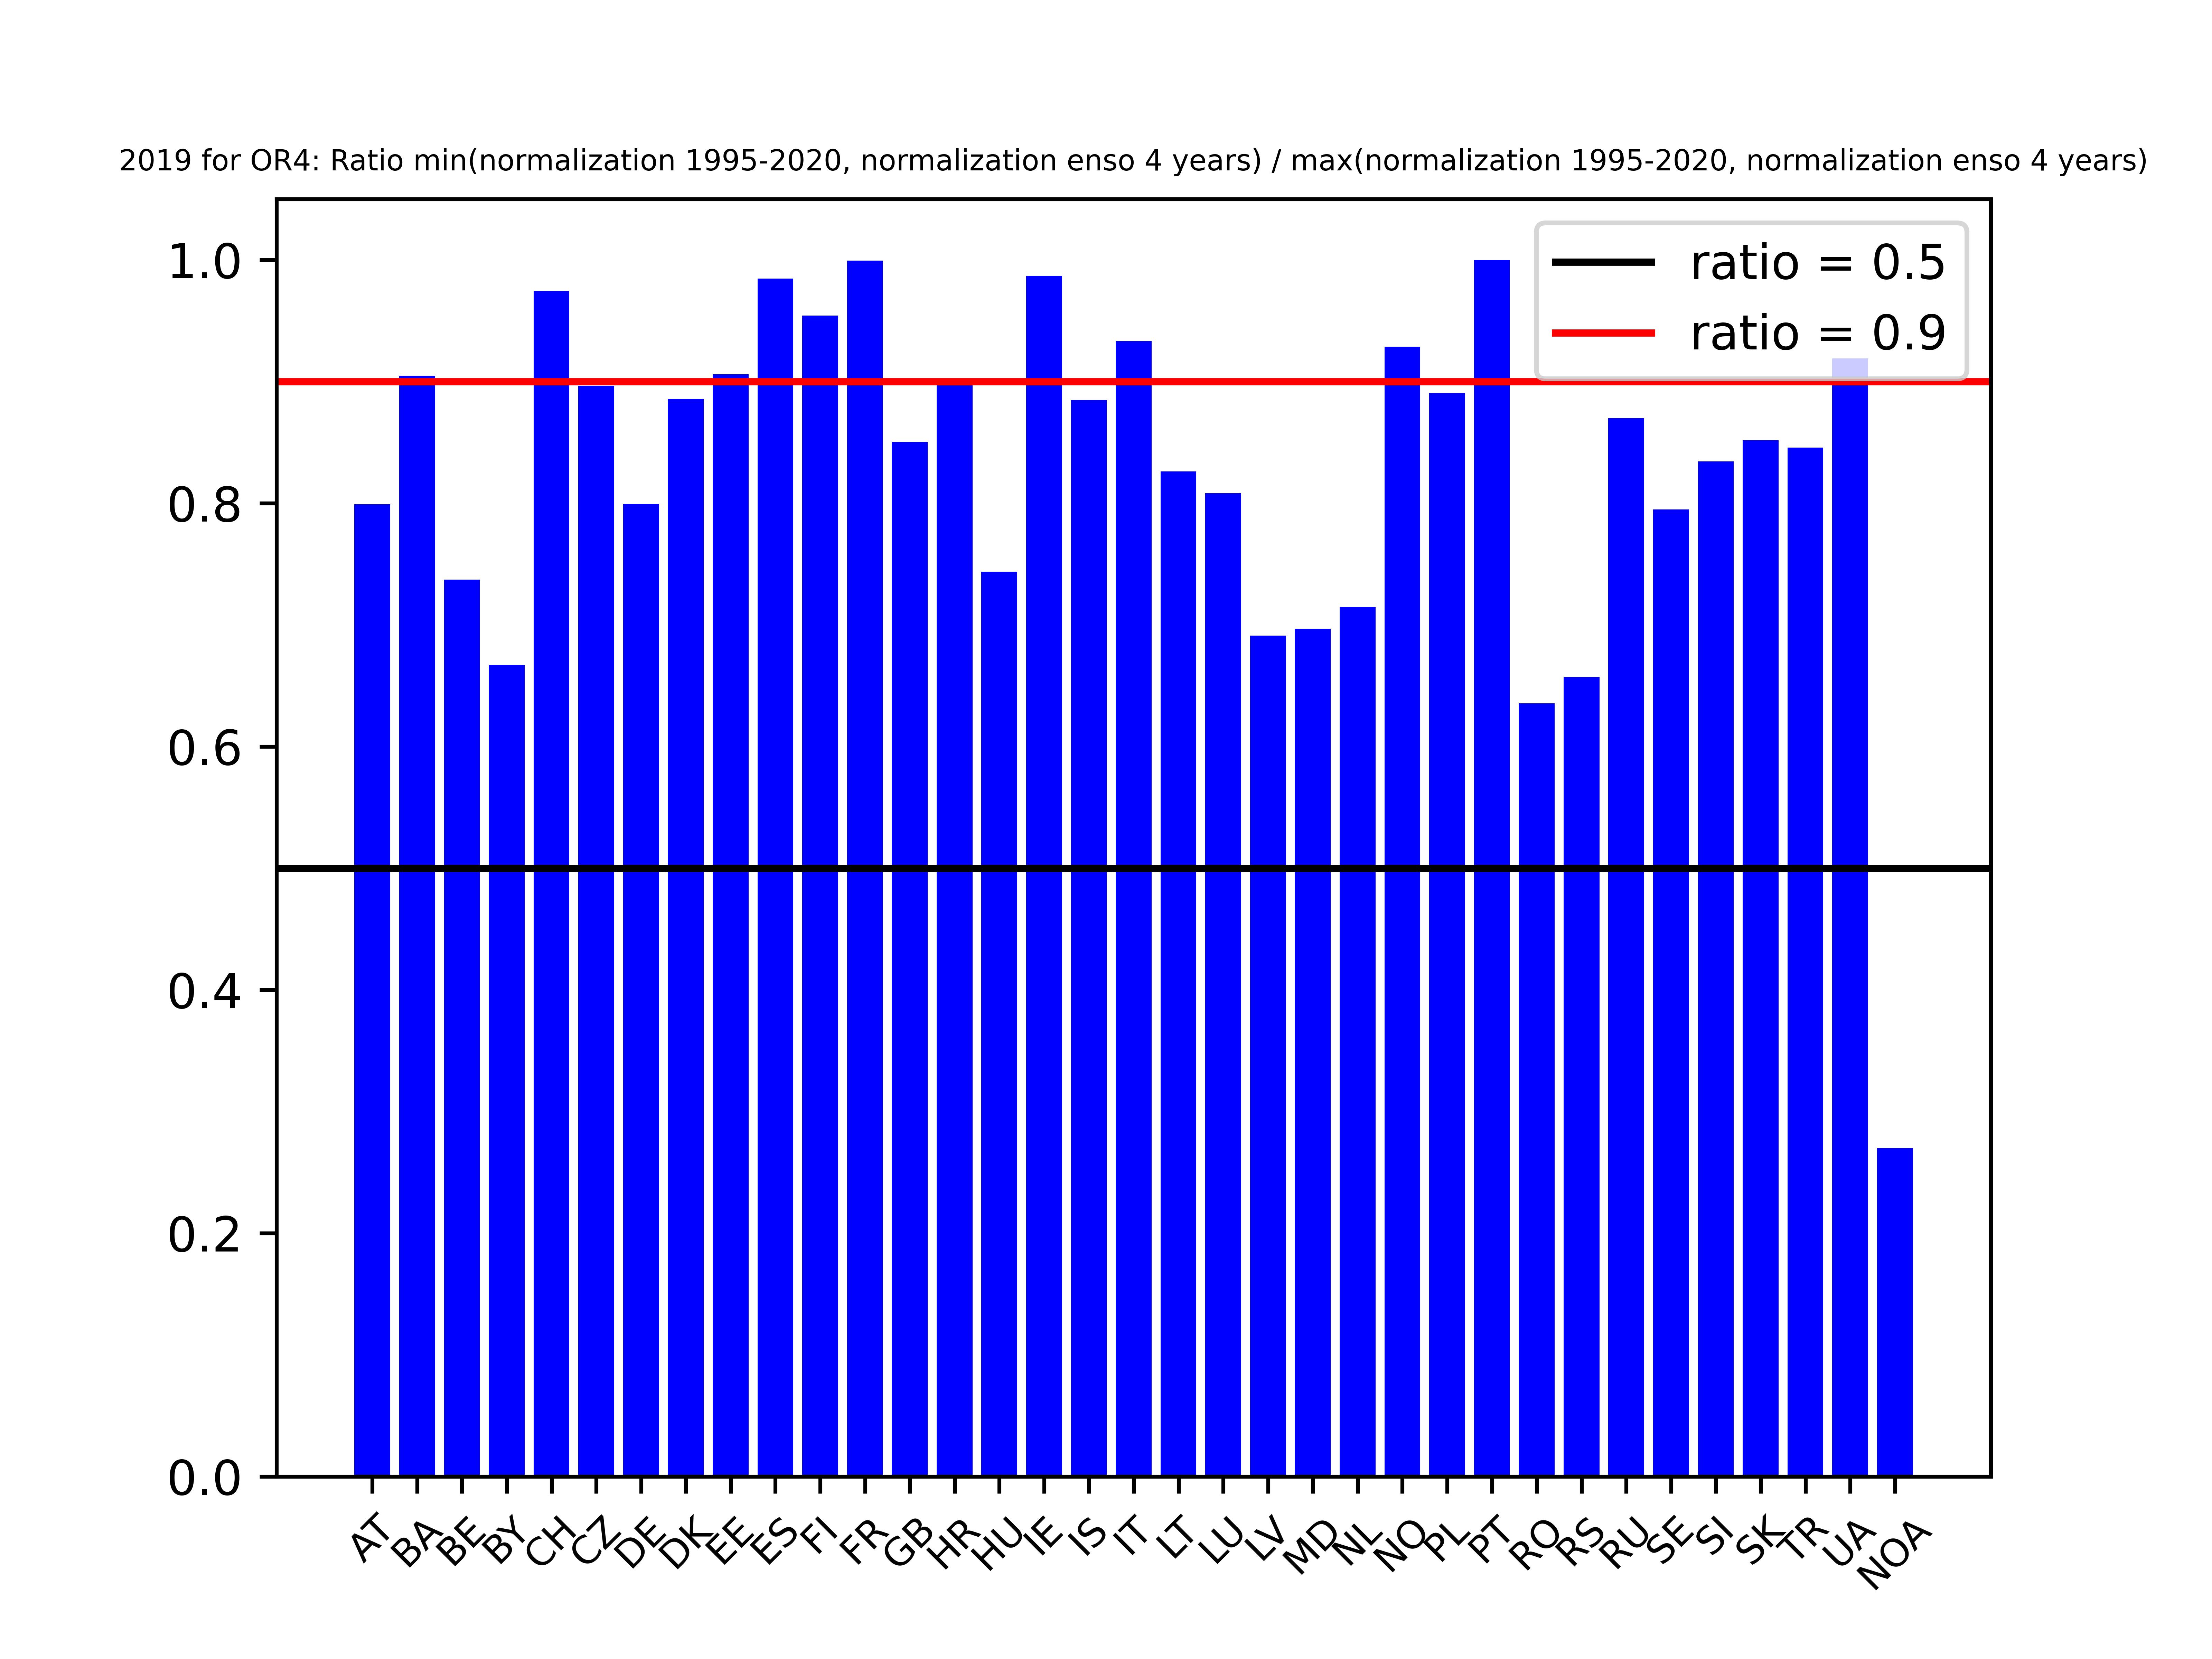 2019 for OR4: Ratio min(normalization 1995-2020, normalization enso 4 years) / max(normalization 1995-2020, normalization enso 4 years)
ratio = 0.5
ratio = 0.9
1.0
0.8
0.6
0.4
0.2
0.0
AT BA BE BY CH CZ DE DK EE ES FI FR GB HR HU IE IS IT LT LU LV MD NL NO PL PT RO RS RU SE SI SK TR UA NOA